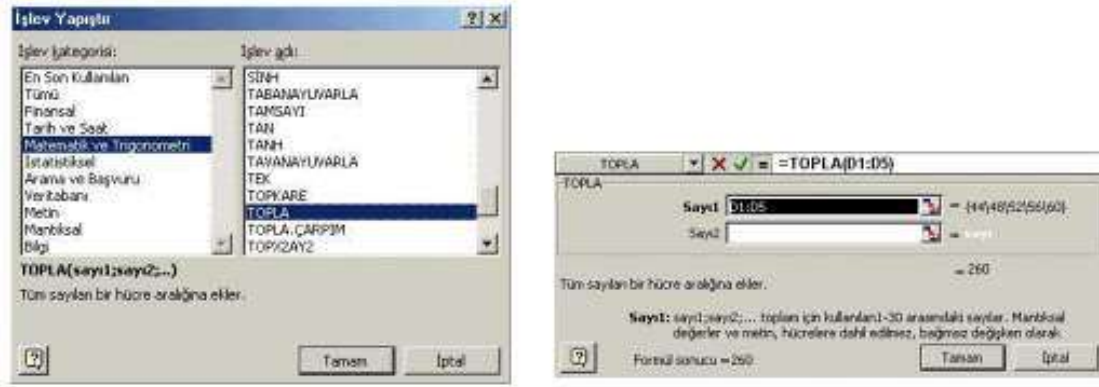 İşlev Yapıştır
İşlev kategorisi:
En Son Kullanılan
Tümü
Finansal
Tarih ve Saat
Matematik ve Trigonometri
İstatistiksel
Arama ve Başvuru
Veritabanı
Metin
Mantıksal
Bilgi
İşlev adı:
SİNH
TABANAYUVARLA
TAMSAYI
TAN
TANH
TAVANAYUVARLA
TEK
TOPKARE
TOPLA
TOPLA.ÇARPIM
TOPX2AY2
TOPLA(sayı1;sayı2;...)
Tüm sayıları bir hücre aralığına ekler.
Tamam
İptal
TOPLA
=TOPLA(D1:D5)
TOPLA
Sayı1 D1:D5 = {44\48\52\56\60}
Sayı2 = sayı
= 260
Tüm sayıları bir hücre aralığına ekler.
Sayı1: sayı1;sayı2;... toplam için kullanılan1-30 arasındaki sayılar. Mantıksal
değerler ve metin, hücrelere dahil edilmez, bağımsız değişken olarak
Formül sonucu =260
Tamam
İptal